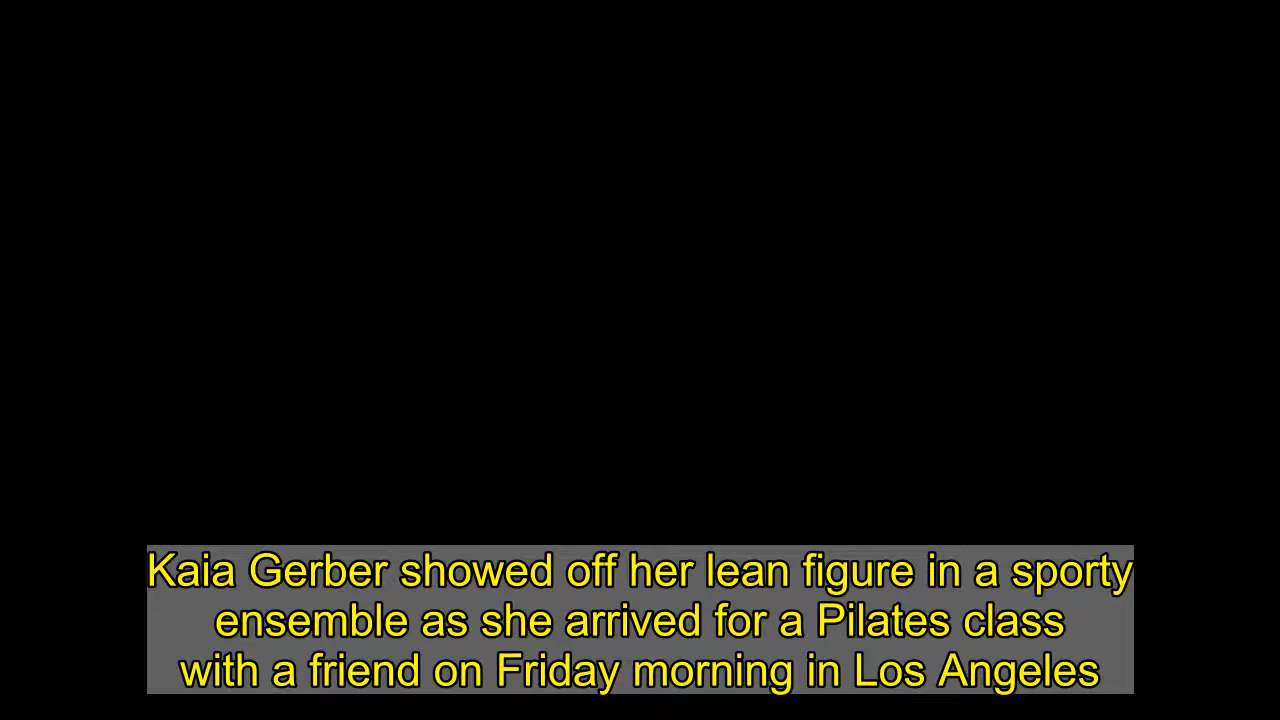 Kaia Gerber showed off her lean figure in a sporty
ensemble as she arrived for a Pilates class
with a friend on Friday morning in Los Angeles